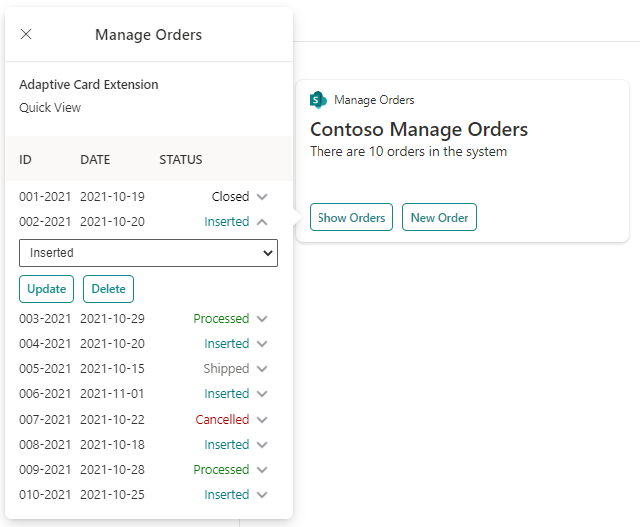 Manage Orders
Adaptive Card Extension
Quick View
ID DATE STATUS
001-2021 2021-10-19 Closed
002-2021 2021-10-20 Inserted
Inserted
Update Delete
003-2021 2021-10-29 Processed
004-2021 2021-10-20 Inserted
005-2021 2021-10-15 Shipped
006-2021 2021-11-01 Inserted
007-2021 2021-10-22 Cancelled
008-2021 2021-10-18 Inserted
009-2021 2021-10-28 Processed
010-2021 2021-10-25 Inserted
S Manage Orders
Contoso Manage Orders
There are 10 orders in the system
Show Orders New Order